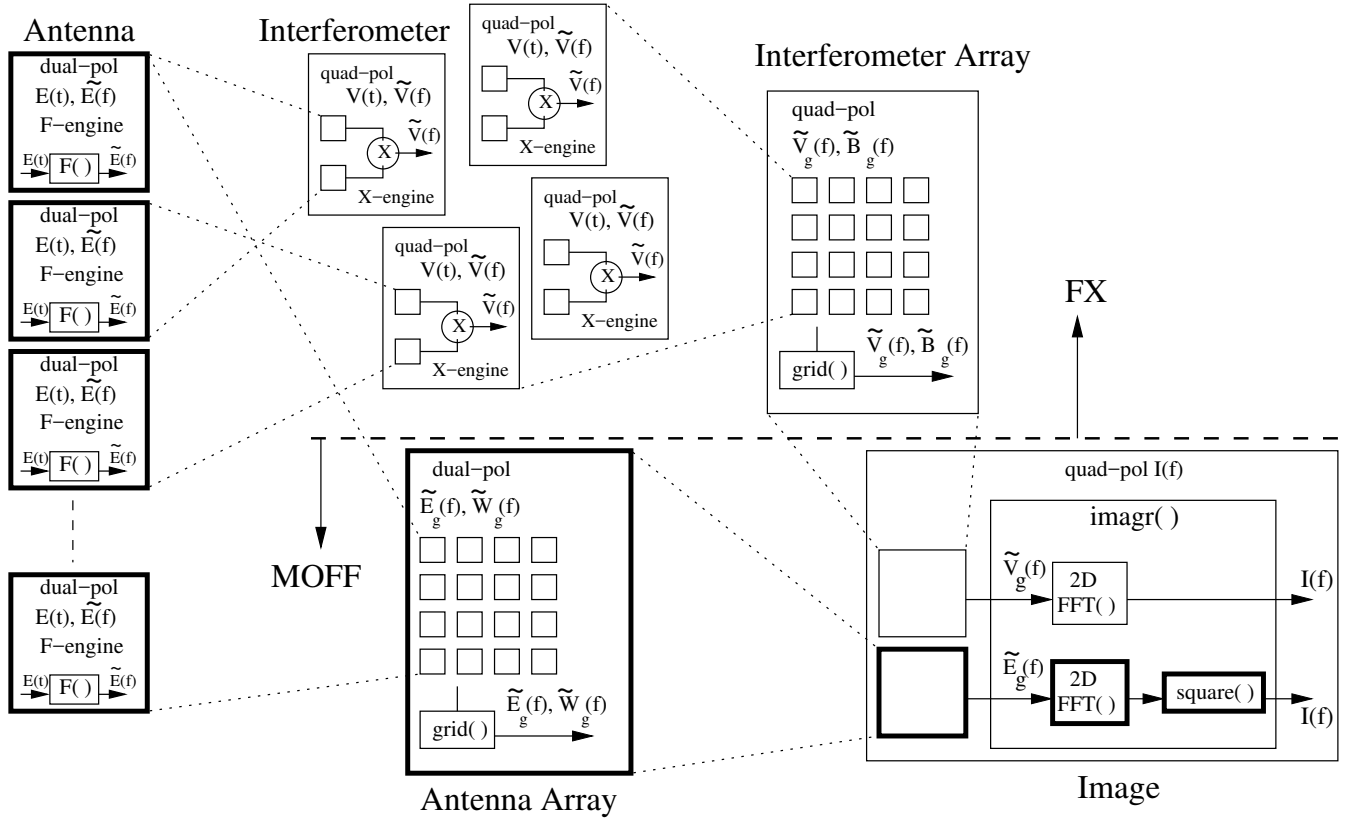 Antenna
dual−pol
E(t), Ẽ(f)
F−engine
E(t)
F( )
Ẽ(f)
dual−pol
E(t), Ẽ(f)
F−engine
E(t)
F( )
Ẽ(f)
dual−pol
E(t), Ẽ(f)
F−engine
E(t)
F( )
Ẽ(f)
dual−pol
E(t), Ẽ(f)
F−engine
E(t)
F( )
Ẽ(f)
Interferometer
quad−pol
V(t), Ṽ(f)
X
Ṽ(f)
X−engine
quad−pol
V(t), Ṽ(f)
X
Ṽ(f)
X−engine
quad−pol
V(t), Ṽ(f)
X
Ṽ(f)
X−engine
quad−pol
V(t), Ṽ(f)
X
Ṽ(f)
X−engine
Interferometer Array
quad−pol
Ṽg(f), B̃g(f)
grid( )
Ṽg(f), B̃g(f)
FX
MOFF
dual−pol
Ẽg(f), W̃g(f)
grid( )
Ẽg(f), W̃g(f)
Antenna Array
quad−pol I(f)
imagr( )
Ṽg(f)
2D
FFT( )
I(f)
Ẽg(f)
2D
FFT( )
square( )
I(f)
Image